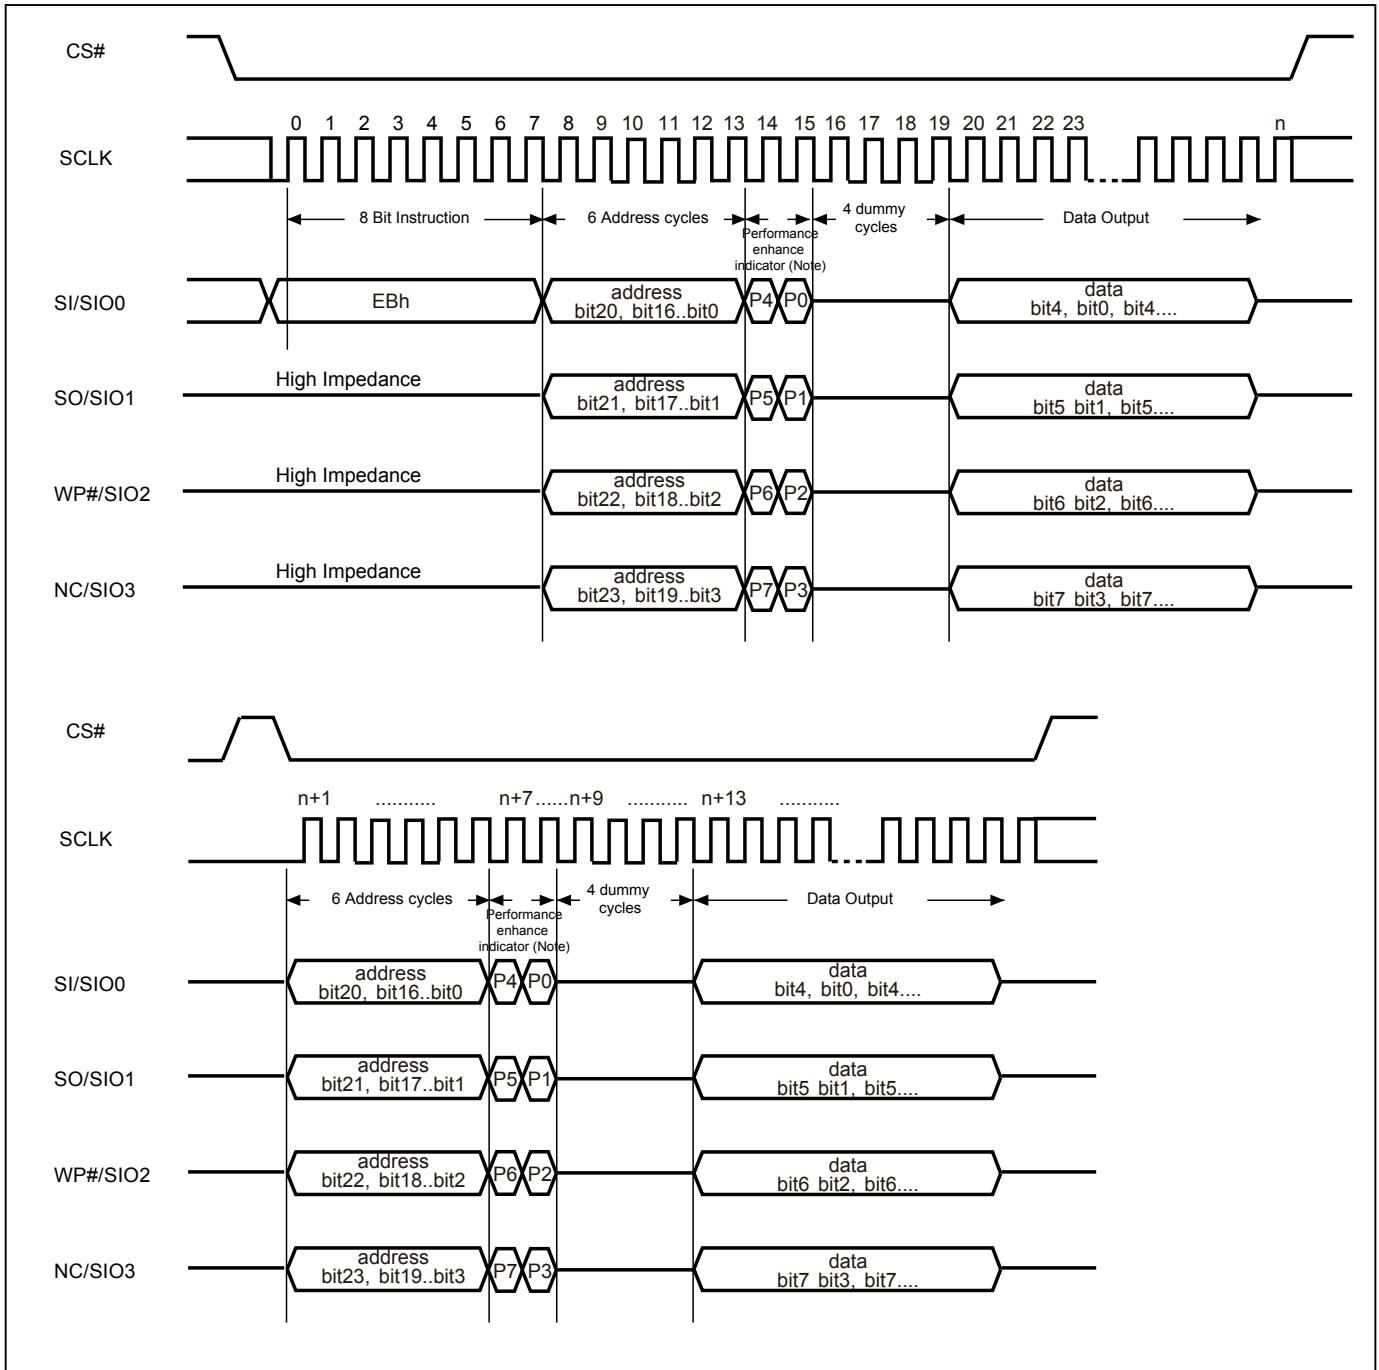 CS#
0 1 2 3 4 5 6 7 8 9 10 11 12 13 14 15 16 17 18 19 20 21 22 23 n
SCLK
8 Bit Instruction 6 Address cycles 4 dummy Data Output
cycles
Performance
enhance
indicator (Note)
SI/SIO0 EBh address P4 P0 data
bit20, bit16..bit0 bit4, bit0, bit4....
High Impedance
SO/SIO1 address P5 P1 data
bit21, bit17..bit1 bit5 bit1, bit5....
High Impedance
WP#/SIO2 address P6 P2 data
bit22, bit18..bit2 bit6 bit2, bit6....
High Impedance
NC/SIO3 address P7 P3 data
bit23, bit19..bit3 bit7 bit3, bit7....
CS#
n+1 ........... n+7......n+9 ........... n+13 ...........
SCLK
6 Address cycles 4 dummy Data Output
cycles
Performance
enhance
indicator (Note)
SI/SIO0 address P4 P0 data
bit20, bit16..bit0 bit4, bit0, bit4....
SO/SIO1 address P5 P1 data
bit21, bit17..bit1 bit5 bit1, bit5....
WP#/SIO2 address P6 P2 data
bit22, bit18..bit2 bit6 bit2, bit6....
NC/SIO3 address P7 P3 data
bit23, bit19..bit3 bit7 bit3, bit7....